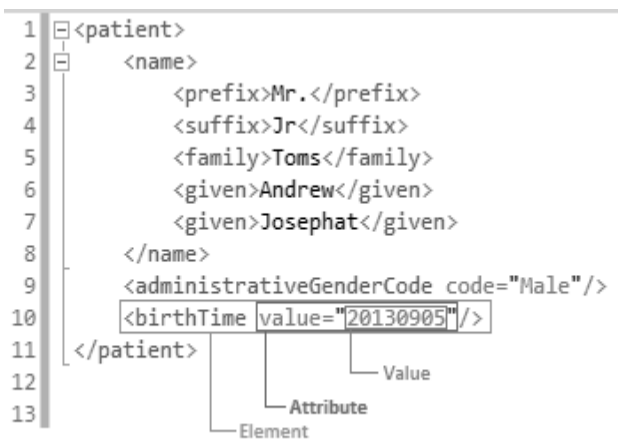 1 <patient>
2 <name>
3 <prefix>Mr.</prefix>
4 <suffix>Jr</suffix>
5 <family>Toms</family>
6 <given>Andrew</given>
7 <given>Josephat</given>
8 </name>
9 <administrativeGenderCode code="Male"/>
10 <birthTime value="20130905"/>
11 </patient>
12 Value
13 Attribute
Element